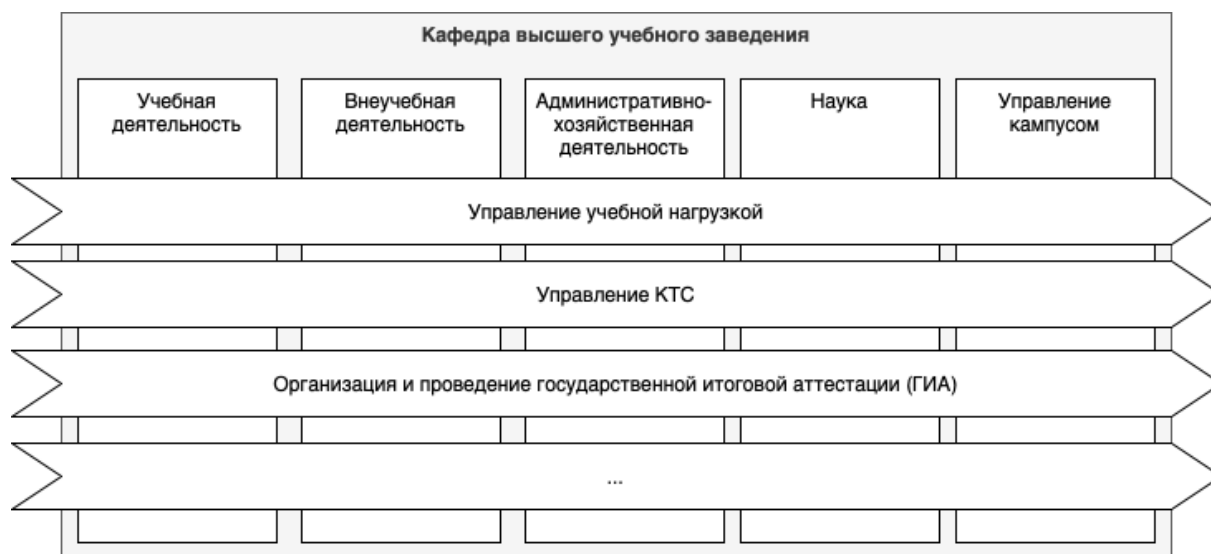 Кафедра высшего учебного заведения
Учебная
деятельность
Внеучебная
деятельность
Административно-
хозяйственная
деятельность
Наука
Управление
кампусом
Управление учебной нагрузкой
Управление КТС
Организация и проведение государственной итоговой аттестации (ГИА)
...